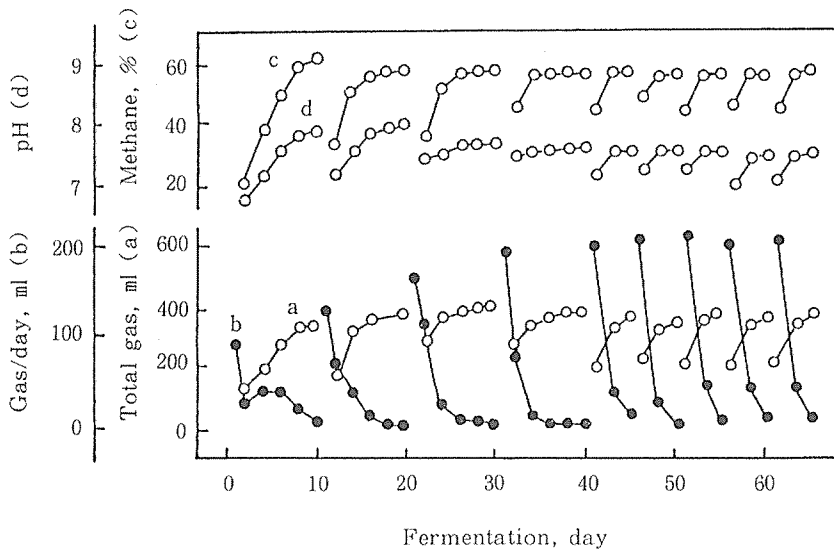 pH (d)
9
8
7
Methane, % (c)
60
40
20
c
d
Gas/day, ml (b)
200
100
0
Total gas, ml (a)
600
400
200
0
b
a
0 10 20 30 40 50 60
Fermentation, day